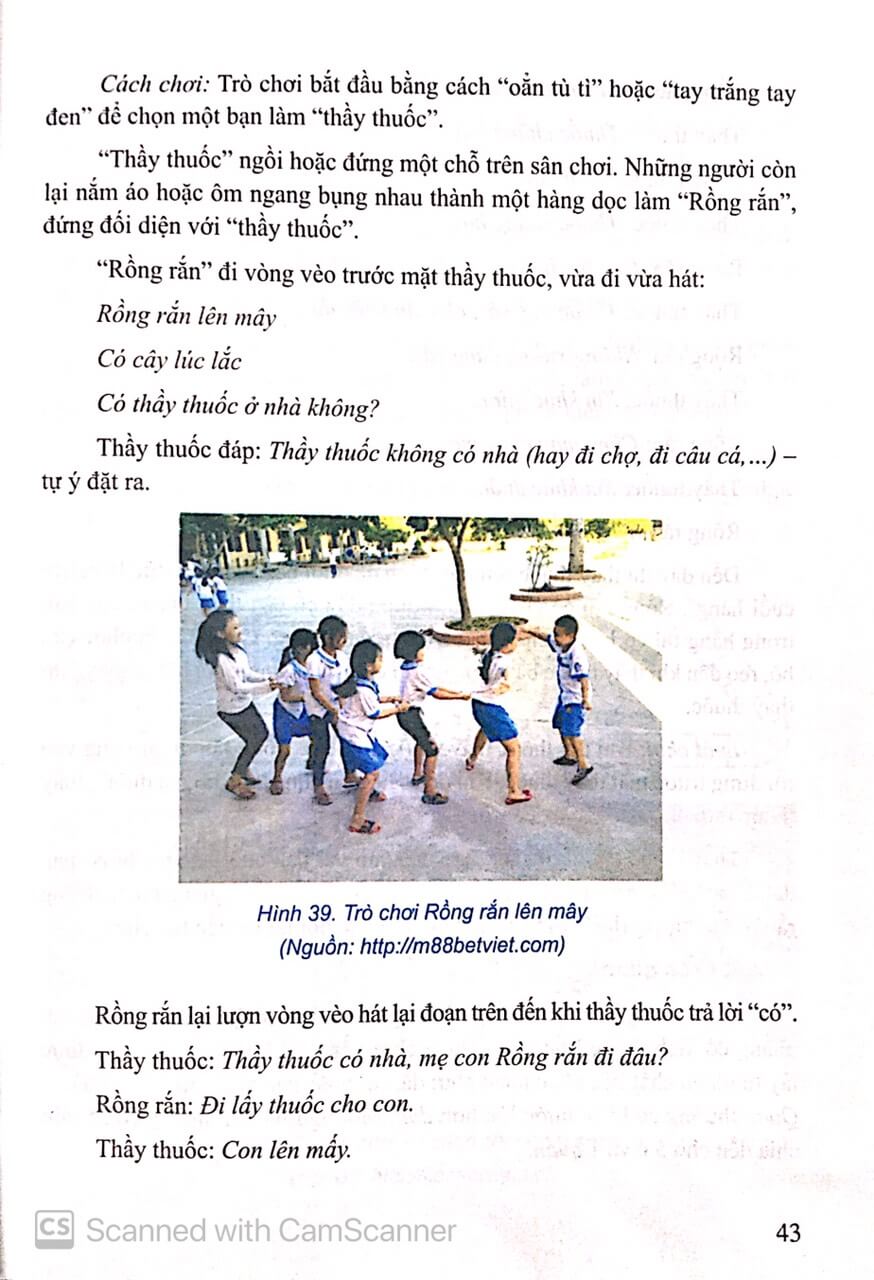 Cách chơi: Trò chơi bắt đầu bằng cách “oẳn tù tì” hoặc “tay trắng tay
đen” để chọn một bạn làm “thầy thuốc”.
“Thầy thuốc” ngồi hoặc đứng một chỗ trên sân chơi. Những người còn
lại nắm áo hoặc ôm ngang bụng nhau thành một hàng dọc làm “Rồng rắn”,
đứng đối diện với “thầy thuốc”.
“Rồng rắn” đi vòng vèo trước mặt thầy thuốc, vừa đi vừa hát:
Rồng rắn lên mây
Có cây lúc lắc
Có thầy thuốc ở nhà không?
Thầy thuốc đáp: Thầy thuốc không có nhà (hay đi chợ, đi câu cá,...) –
tự ý đặt ra.
Hình 39. Trò chơi Rồng rắn lên mây
(Nguồn: http://m88betviet.com)
Rồng rắn lại lượn vòng vèo hát lại đoạn trên đến khi thầy thuốc trả lời “có”.
Thầy thuốc: Thầy thuốc có nhà, mẹ con Rồng rắn đi đâu?
Rồng rắn: Đi lấy thuốc cho con.
Thầy thuốc: Con lên mấy.
CS Scanned with CamScanner
43